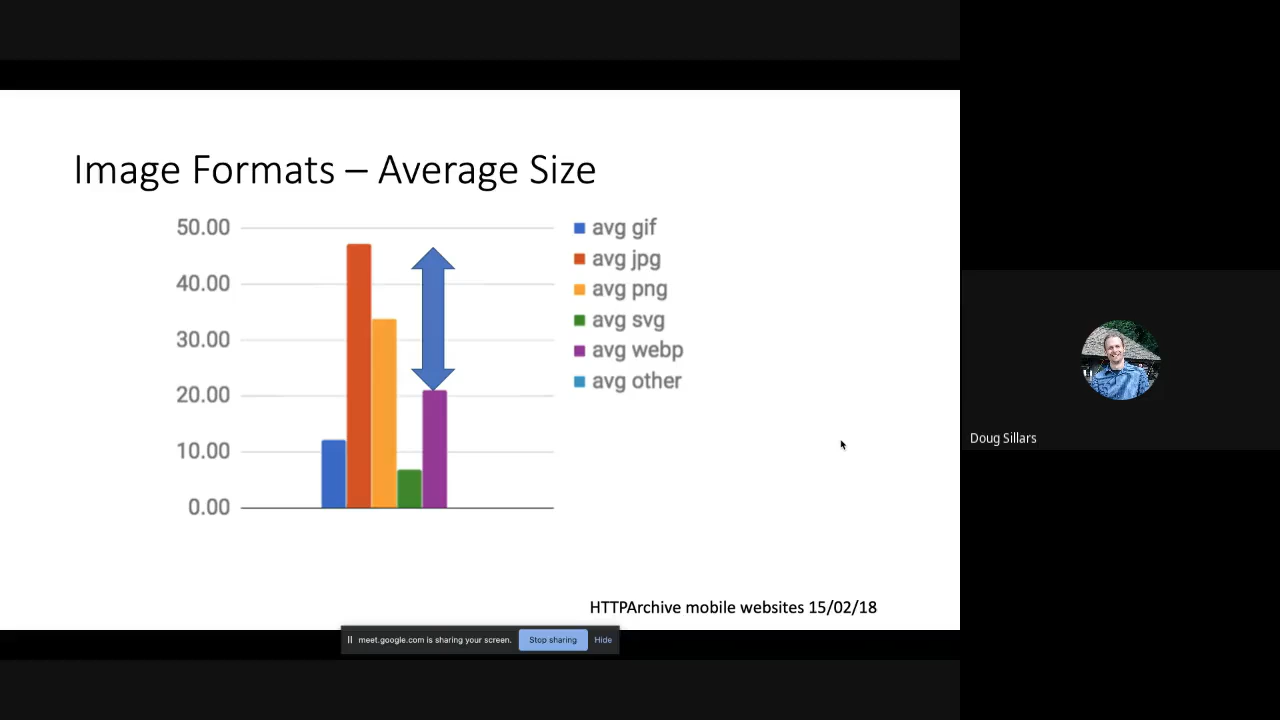 Image Formats – Average Size
50.00
40.00
30.00
20.00
10.00
0.00
avg gif
avg jpg
avg png
avg svg
avg webp
avg other
HTTPArchive mobile websites 15/02/18
meet.google.com is sharing your screen. Stop sharing Hide
Doug Sillars